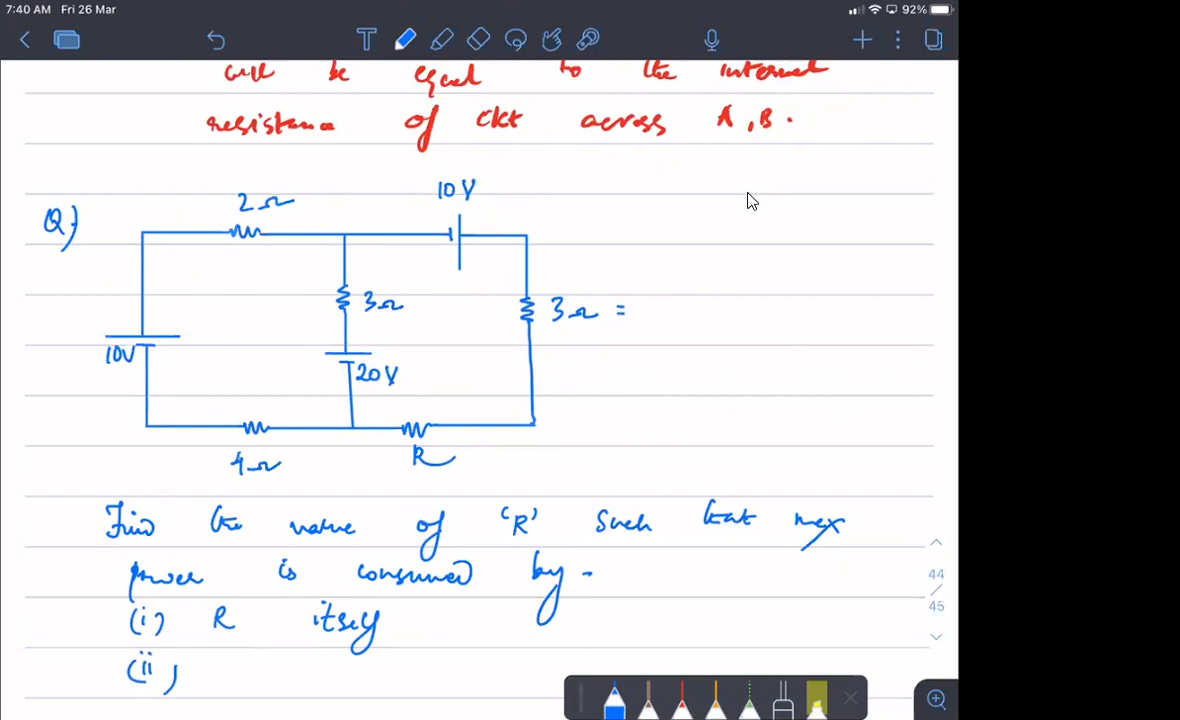 7:40 AM Fri 26 Mar
92%
will be equal to the internal
resistance of ckt across A, B.
Q)
2Ω
10V
3Ω
3Ω =
10V
20V
4Ω
R
Find the value of 'R' such that max
power is consumed by -
(i) R itself
(ii)
44
/
45